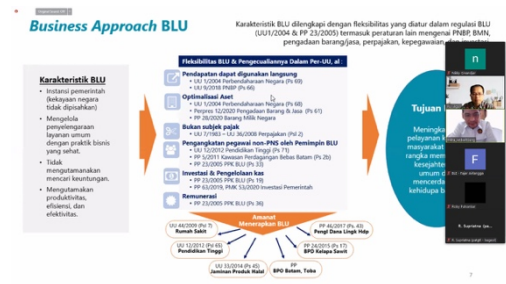 Business Approach BLU
Karakteristik BLU dilengkapi dengan fleksibilitas yang diatur dalam regulasi BLU
(UU1/2004 & PP 23/2005) termasuk peraturan lain mengenai PNBP, BMN,
pengadaan barang/jasa, perpajakan, kepegawaian,
Karakteristik BLU
Instansi pemerintah
(kekayaan negara
tidak dipisahkan)
Mengelola
penyelengaraan
layanan umum
dengan praktik bisnis
yang sehat.
Tidak
mengutamakan
mencari keuntungan.
Mengutamakan
produktivitas,
efisiensi, dan
efektivitas.
Fleksibilitas BLU & Pengecualiannya Dalam Per-UU, al :
Pendapatan dapat digunakan langsung
• UU 1/2004 Perbendaharaan Negara (Ps 69)
• UU 9/2018 PNBP (Ps 66)
Optimalisasi Aset
• UU 1/2004 Perbendaharaan Negara (Ps 68)
• Perpres 12/2020 Pengadaan Barang & Jasa (Ps 61)
• PP 28/2020 Barang Milik Negara
Bukan subjek pajak
• UU 7/1983 – UU 36/2008 Perpajakan (Psl 2)
Pengangkatan pegawai non-PNS oleh Pemimpin BLU
• UU 12/2012 Pendidikan Tinggi (Ps 71)
• PP 5/2011 Kawasan Perdagangan Bebas Batam (Ps 2b)
• PP 23/2005 PPK BLU (Ps 33)
Investasi & Pengelolaan kas
• PP 23/2005 PPK BLU (Ps 19)
• PP 63/2019, PMK 53/2020 Investasi Pemerintah
Remunerasi
• PP 23/2005 PPK BLU (Ps 36)
Amanat
Menerapkan BLU
UU 44/2009 (Psl 7)
Rumah Sakit
PP 46/2017 (Ps 43)
Pengl Dana Lingk Hdp
UU 12/2012 (Psl 65)
Pendidikan Tinggi
PP 24/2015 (Ps 17)
BPD Kelapa Sawit
UU 33/2014 (Ps 45)
Jaminan Produk Halal
PP
BPO Batam, Toba
Tujuan
Meningka
pelayanan k
masyarakat
rangka mem
kesejahte
umum d
mencerda
kehidupa b
n
F
7